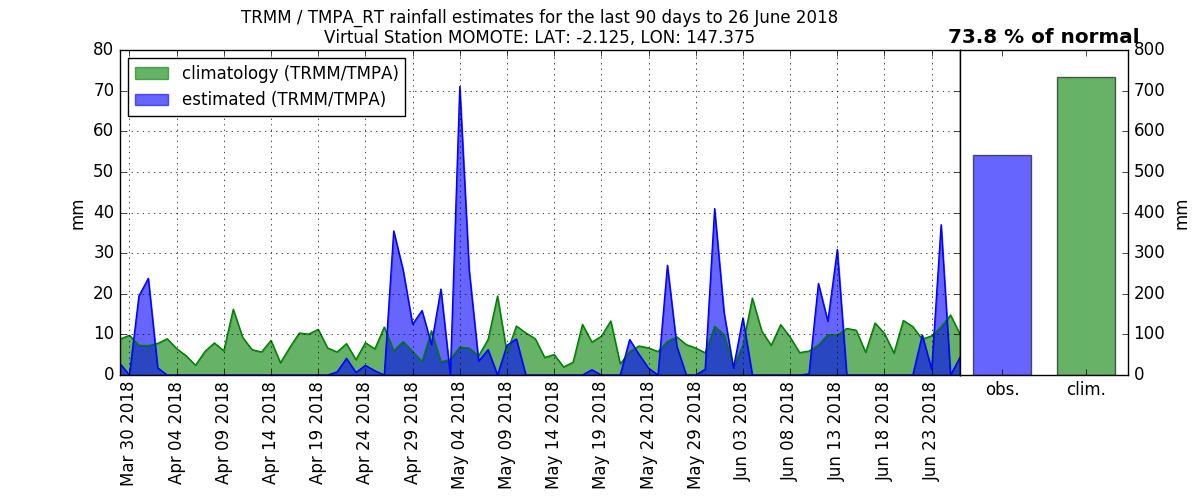 TRMM / TMPA_RT rainfall estimates for the last 90 days to 26 June 2018
Virtual Station MOMOTE: LAT: -2.125, LON: 147.375
73.8 % of normal
climatology (TRMM/TMPA)
estimated (TRMM/TMPA)
80
70
60
50
40
30
20
10
0
mm
Mar 30 2018
Apr 04 2018
Apr 09 2018
Apr 14 2018
Apr 19 2018
Apr 24 2018
Apr 29 2018
May 04 2018
May 09 2018
May 14 2018
May 19 2018
May 24 2018
May 29 2018
Jun 03 2018
Jun 08 2018
Jun 13 2018
Jun 18 2018
Jun 23 2018
obs.
clim.
800
700
600
500
400
300
200
100
0
mm